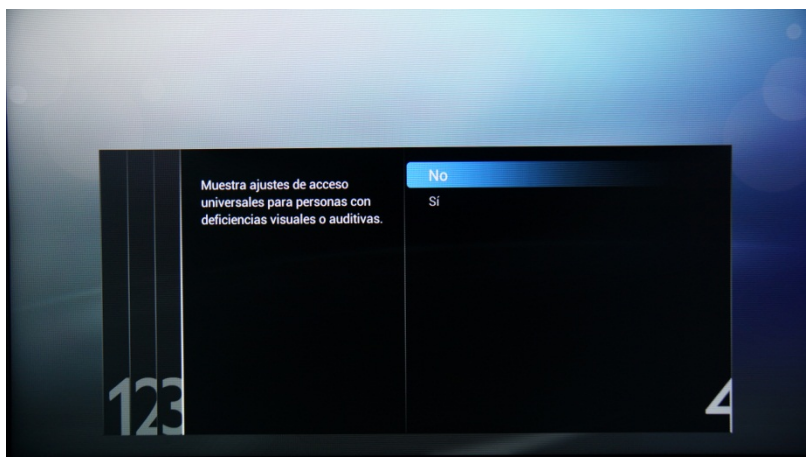 Muestra ajustes de acceso
universales para personas con
deficiencias visuales o auditivas.
No
Sí
123
4